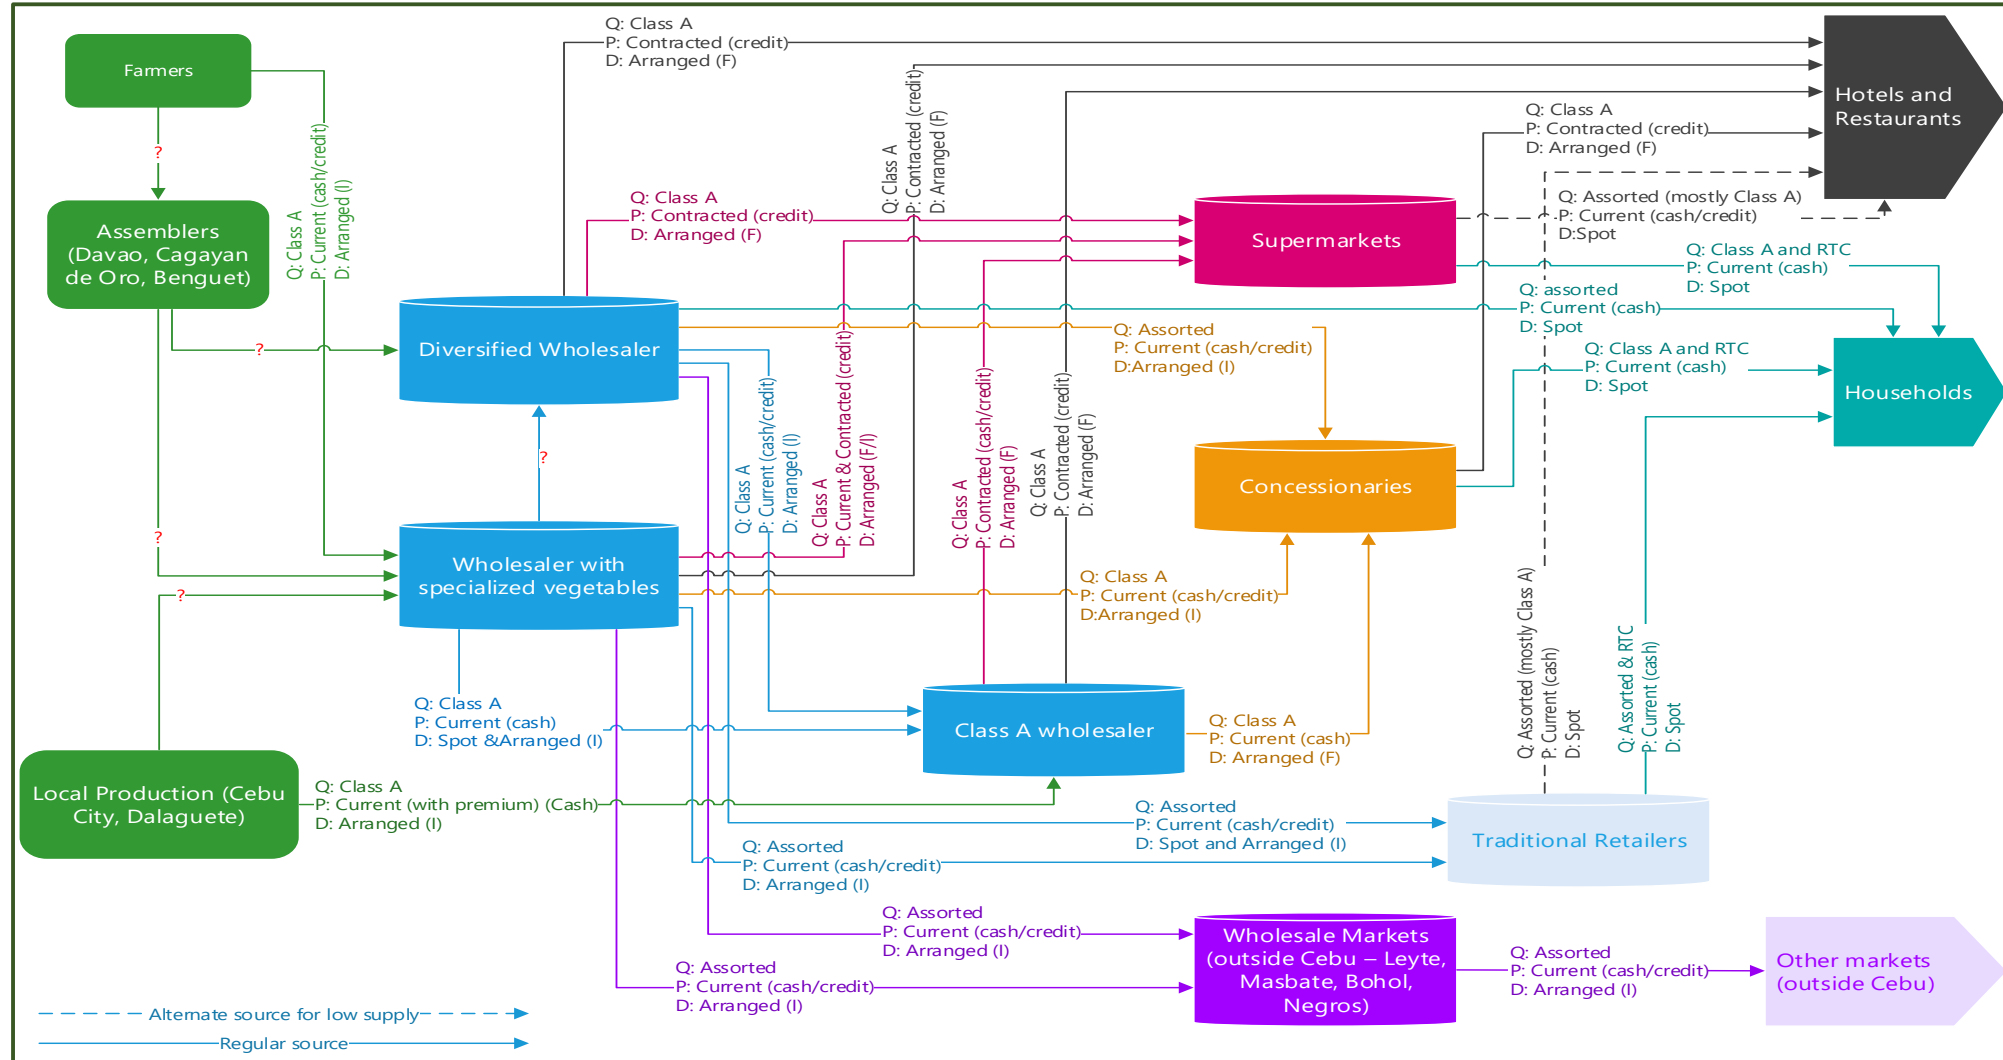 Farmers
?
Q: Class A
P: Current (cash/credit)
D: Arranged (I)
Assemblers
(Davao, Cagayan
de Oro, Benguet)
?
?
Q: Class A
P: Contracted (credit)
D: Arranged (F)
Q: Class A
P: Contracted (credit)
D: Arranged (F)
Q: Class A
P: Contracted (credit)
D: Arranged (F)
Hotels and
Restaurants
Q: Class A
P: Contracted (credit)
D: Arranged (F)
Supermarkets
Q: Assorted (mostly Class A)
P: Current (cash/credit)
D:Spot
Q: Class A and RTC
P: Current (cash)
D: Spot
Q: assorted
P: Current (cash)
D: Spot
Diversified Wholesaler
Q: Assorted
P: Current (cash/credit)
D:Arranged (I)
Q: Class A and RTC
P: Current (cash)
D: Spot
Households
?
Q: Class A
P: Current (cash/credit)
D: Arranged (I)
Q: Class A
P: Current & Contracted (credit)
D: Arranged (F/I)
Q: Class A
P: Contracted (cash/credit)
D: Arranged (F)
Q: Class A
P: Contracted (credit)
D: Arranged (F)
Concessionaries
Wholesaler with
specialized vegetables
?
Q: Class A
P: Current (cash/credit)
D:Arranged (I)
Q: Assorted (mostly Class A)
P: Current (cash)
D: Spot
Q: Assorted & RTC
P: Current (cash)
D: Spot
Q: Class A
P: Current (cash)
D: Spot &Arranged (I)
Class A wholesaler
Q: Class A
P: Current (cash)
D: Arranged (F)
Local Production (Cebu
City, Dalaguete)
Q: Class A
P: Current (with premium) (Cash)
D: Arranged (I)
Q: Assorted
P: Current (cash/credit)
D: Spot and Arranged (I)
Traditional Retailers
Q: Assorted
P: Current (cash/credit)
D: Arranged (I)
Q: Assorted
P: Current (cash/credit)
D: Arranged (I)
Wholesale Markets
(outside Cebu – Leyte,
Masbate, Bohol,
Negros)
Q: Assorted
P: Current (cash/credit)
D: Arranged (I)
Other markets
(outside Cebu)
Q: Assorted
P: Current (cash/credit)
D: Arranged (I)
Alternate source for low supply
Regular source